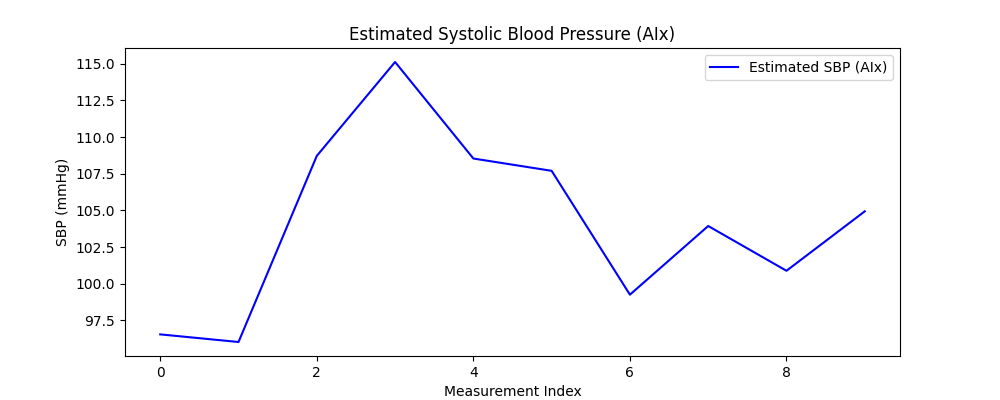 Estimated Systolic Blood Pressure (AIx)
Estimated SBP (AIx)
SBP (mmHg)
115.0
112.5
110.0
107.5
105.0
102.5
100.0
97.5
0 2 4 6 8
Measurement Index